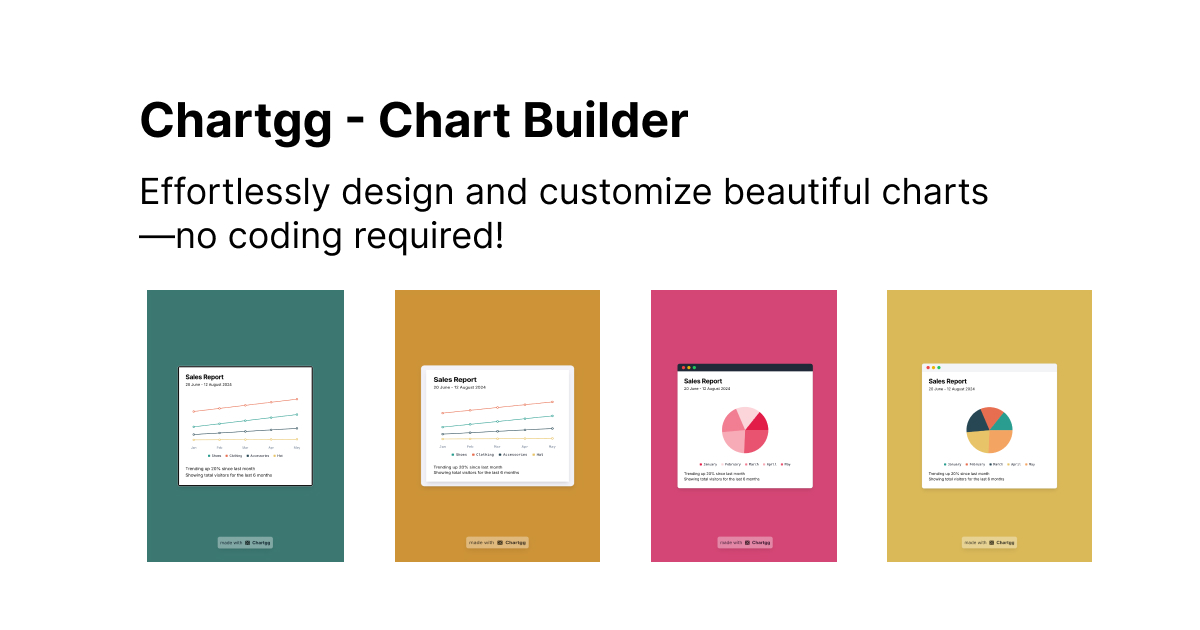 Chartgg - Chart Builder
Effortlessly design and customize beautiful charts
—no coding required!
Sales Report
20 June - 12 August 2024
Jan Feb Mar Apr May
Shoes Clothing Accessories Hat
Trending up 20% since last month
Showing total visitors for the last 6 months
made with Chartgg
Sales Report
20 June - 12 August 2024
Jan Feb Mar Apr May
Shoes Clothing Accessories Hat
Trending up 20% since last month
Showing total visitors for the last 6 months
made with Chartgg
Sales Report
20 June - 12 August 2024
January February March April May
Trending up 20% since last month
Showing total visitors for the last 6 months
made with Chartgg
Sales Report
20 June - 12 August 2024
January February March April May
Trending up 20% since last month
Showing total visitors for the last 6 months
made with Chartgg